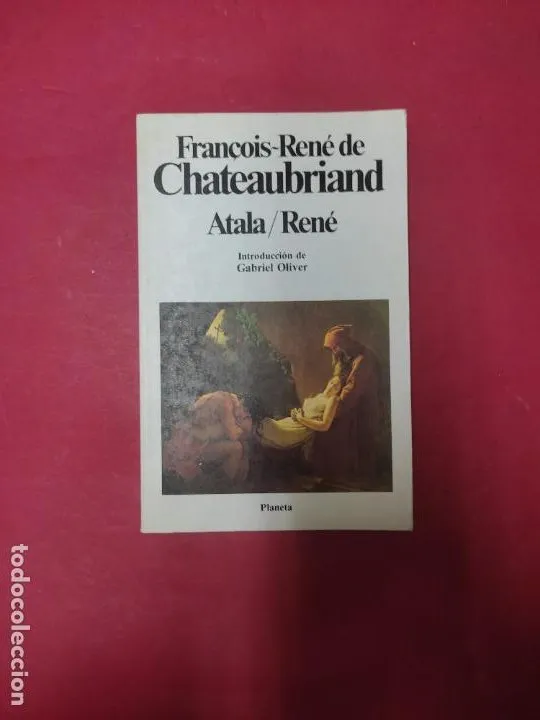 François-René de
Chateaubriand
Atala/René
Introducción de
Gabriel Oliver
Planeta
todocoleccion